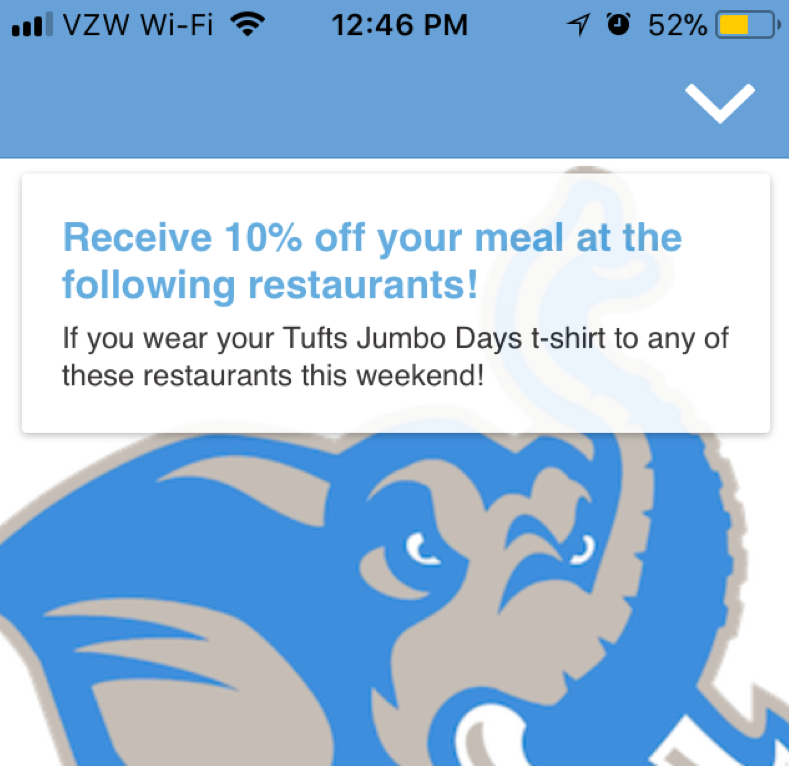 VZW Wi-Fi 12:46 PM 52%
Receive 10% off your meal at the
following restaurants!
If you wear your Tufts Jumbo Days t-shirt to any of
these restaurants this weekend!